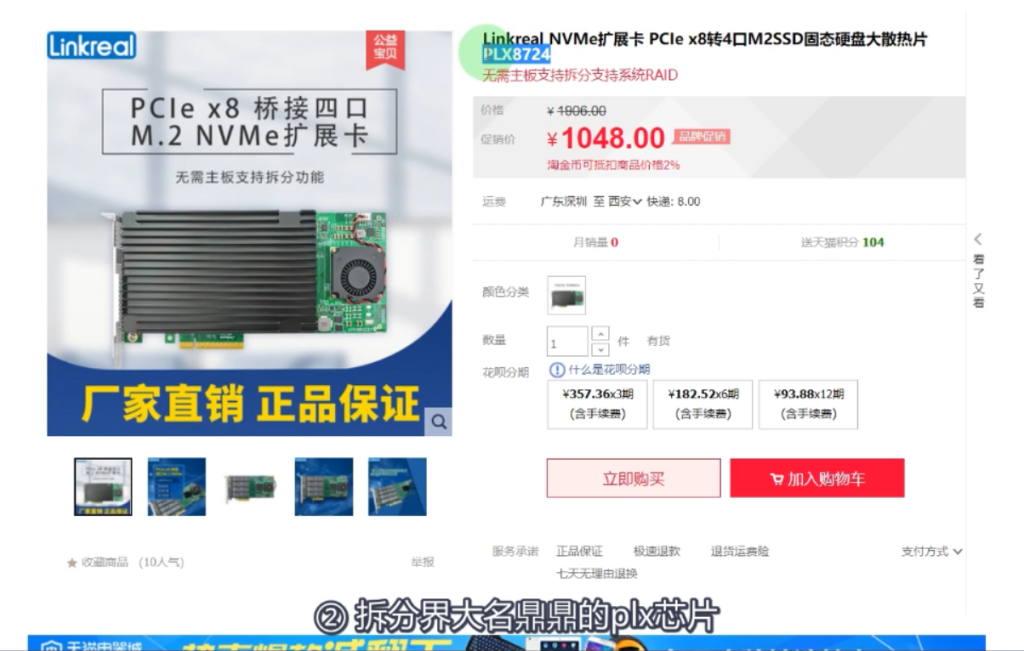 Linkreal
公益
宝贝
PCIe x8 桥接四口
M.2 NVMe扩展卡
无需主板支持拆分功能
厂家直销 正品保证
收藏商品 (10人气)
举报
Linkreal NVMe扩展卡 PCIe x8转4口M2SSD固态硬盘大散热片
PLX8724
无需主板支持拆分支持系统RAID
价格
¥ 1906.00
促销价
¥1048.00 品牌促销
淘金币可抵扣商品价格2%
运费
广东深圳 至 西安 快递: 8.00
月销量 0
送天猫积分 104
颜色分类
数量
1
件 有货
花呗分期
什么是花呗分期
¥357.36x3期
(含手续费)
¥182.52x6期
(含手续费)
¥93.88x12期
(含手续费)
立即购买
加入购物车
服务承诺 正品保证 极速退款 退货运费险
支付方式
七天无理由退换
看了又看
② 拆分界大名鼎鼎的plx芯片
天猫电器城